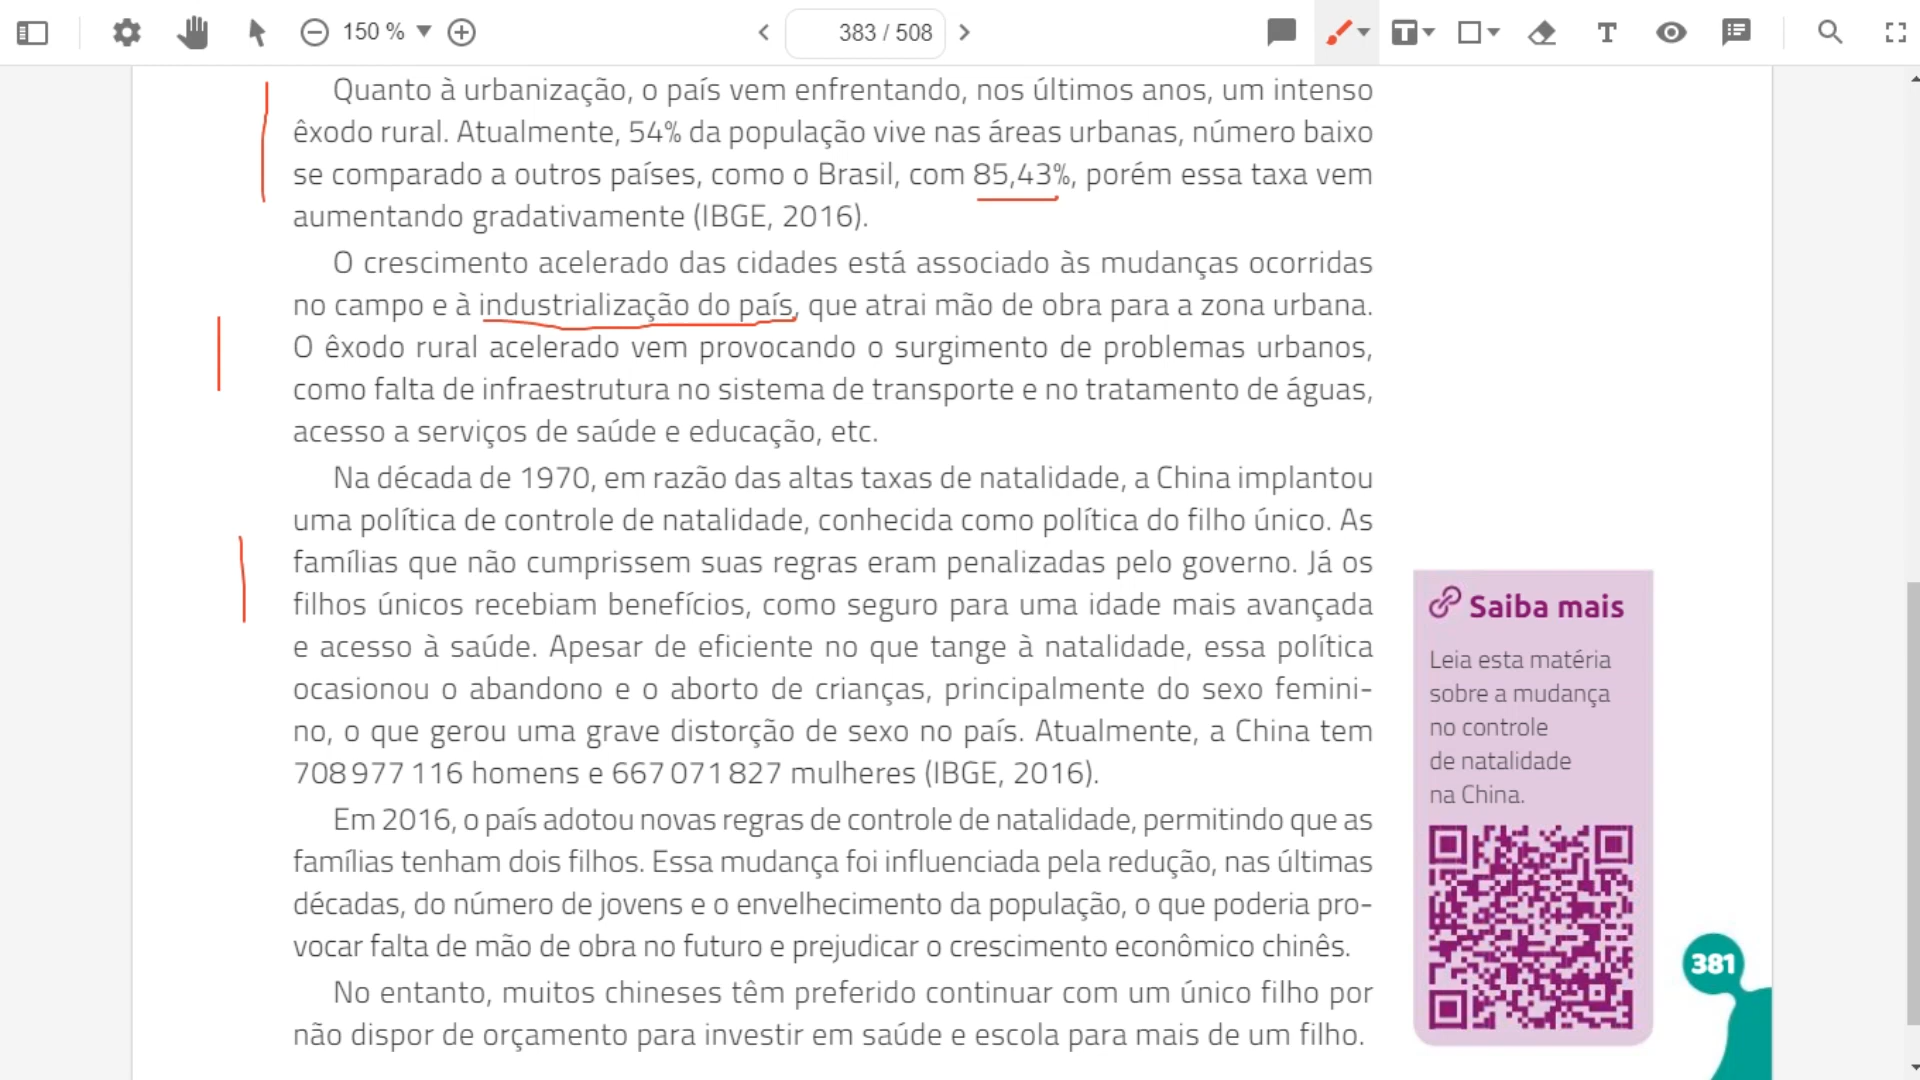 150 %
383 / 508
Quanto à urbanização, o país vem enfrentando, nos últimos anos, um intenso
êxodo rural. Atualmente, 54% da população vive nas áreas urbanas, número baixo
se comparado a outros países, como o Brasil, com 85,43%, porém essa taxa vem
aumentando gradativamente (IBGE, 2016).
O crescimento acelerado das cidades está associado às mudanças ocorridas
no campo e à industrialização do país, que atrai mão de obra para a zona urbana.
O êxodo rural acelerado vem provocando o surgimento de problemas urbanos,
como falta de infraestrutura no sistema de transporte e no tratamento de águas,
acesso a serviços de saúde e educação, etc.
Na década de 1970, em razão das altas taxas de natalidade, a China implantou
uma política de controle de natalidade, conhecida como política do filho único. As
famílias que não cumprissem suas regras eram penalizadas pelo governo. Já os
filhos únicos recebiam benefícios, como seguro para uma idade mais avançada
e acesso à saúde. Apesar de eficiente no que tange à natalidade, essa política
ocasionou o abandono e o aborto de crianças, principalmente do sexo femini-
no, o que gerou uma grave distorção de sexo no país. Atualmente, a China tem
708 977 116 homens e 667 071 827 mulheres (IBGE, 2016).
Em 2016, o país adotou novas regras de controle de natalidade, permitindo que as
famílias tenham dois filhos. Essa mudança foi influenciada pela redução, nas últimas
décadas, do número de jovens e o envelhecimento da população, o que poderia pro-
vocar falta de mão de obra no futuro e prejudicar o crescimento econômico chinês.
No entanto, muitos chineses têm preferido continuar com um único filho por
não dispor de orçamento para investir em saúde e escola para mais de um filho.
Saiba mais
Leia esta matéria
sobre a mudança
no controle
de natalidade
na China.
381